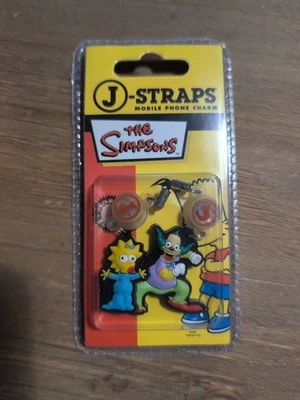 J-STRAPS
MOBILE PHONE CHARM
THE
SIMPSONS
J
J